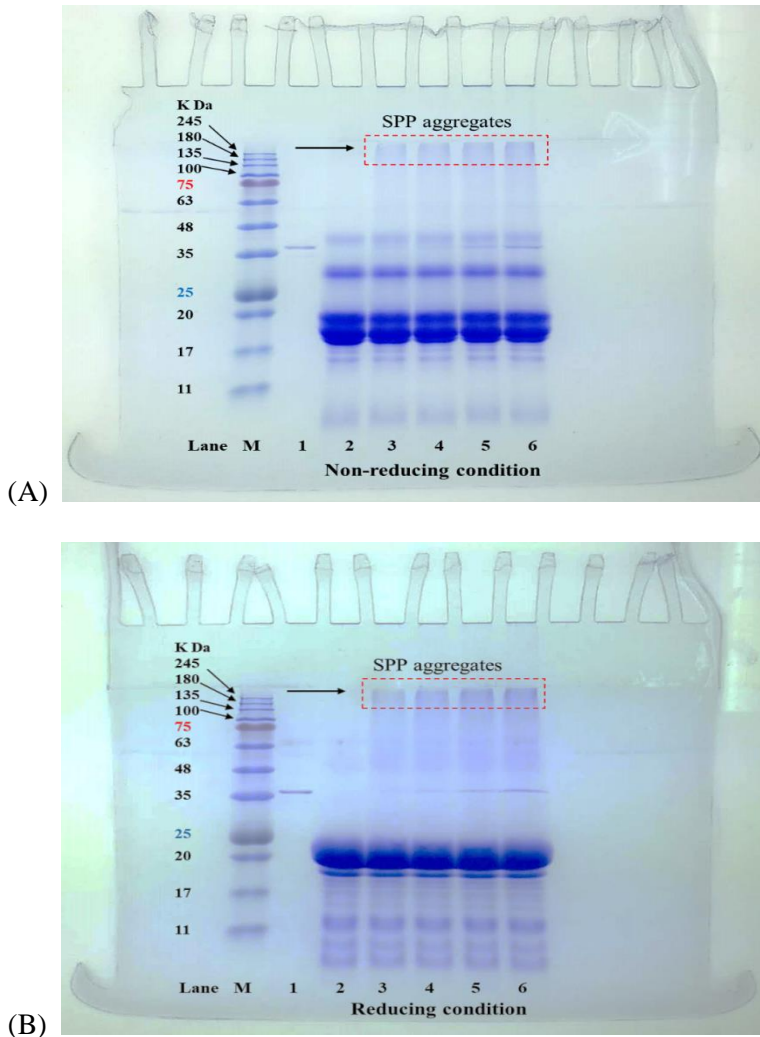 K Da
245
180
135
100
75
63
48
35
25
20
17
11
SPP aggregates
Lane M 1 2 3 4 5 6
Non-reducing condition
(A)
K Da
245
180
135
100
75
63
48
35
25
20
17
11
SPP aggregates
Lane M 1 2 3 4 5 6
Reducing condition
(B)